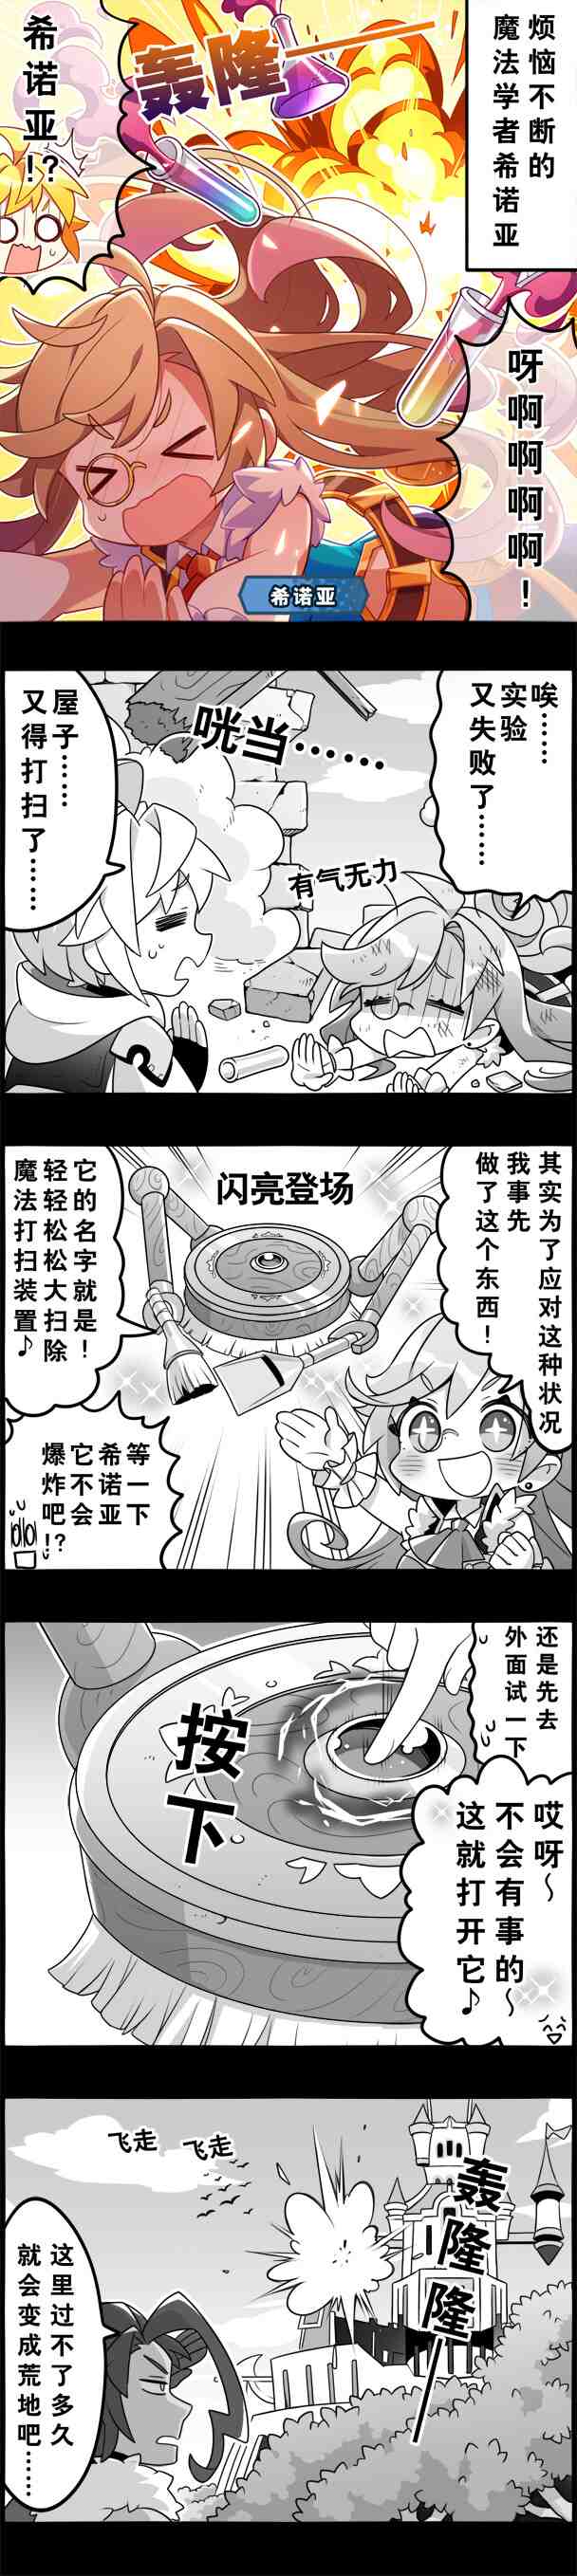 烦恼不断的
魔法学者希诺亚
轰隆——
希诺亚!?
呀啊啊啊啊!
希诺亚
唉……
实验
又失败了……
咣当……
有气无力
屋子……
又得打扫了……
其实为了应对这种状况
我事先
做了这个东西!
闪亮登场
它的名字就是!
轻轻松松大扫除
魔法打扫装置♪
等一下
希诺亚
它不会
爆炸吧!?
还是先去
外面试一下
哎呀~
不会有事的~
这就打开它♪
按下
飞走
飞走
轰隆隆——
这里过不了多久
就会变成荒地吧……